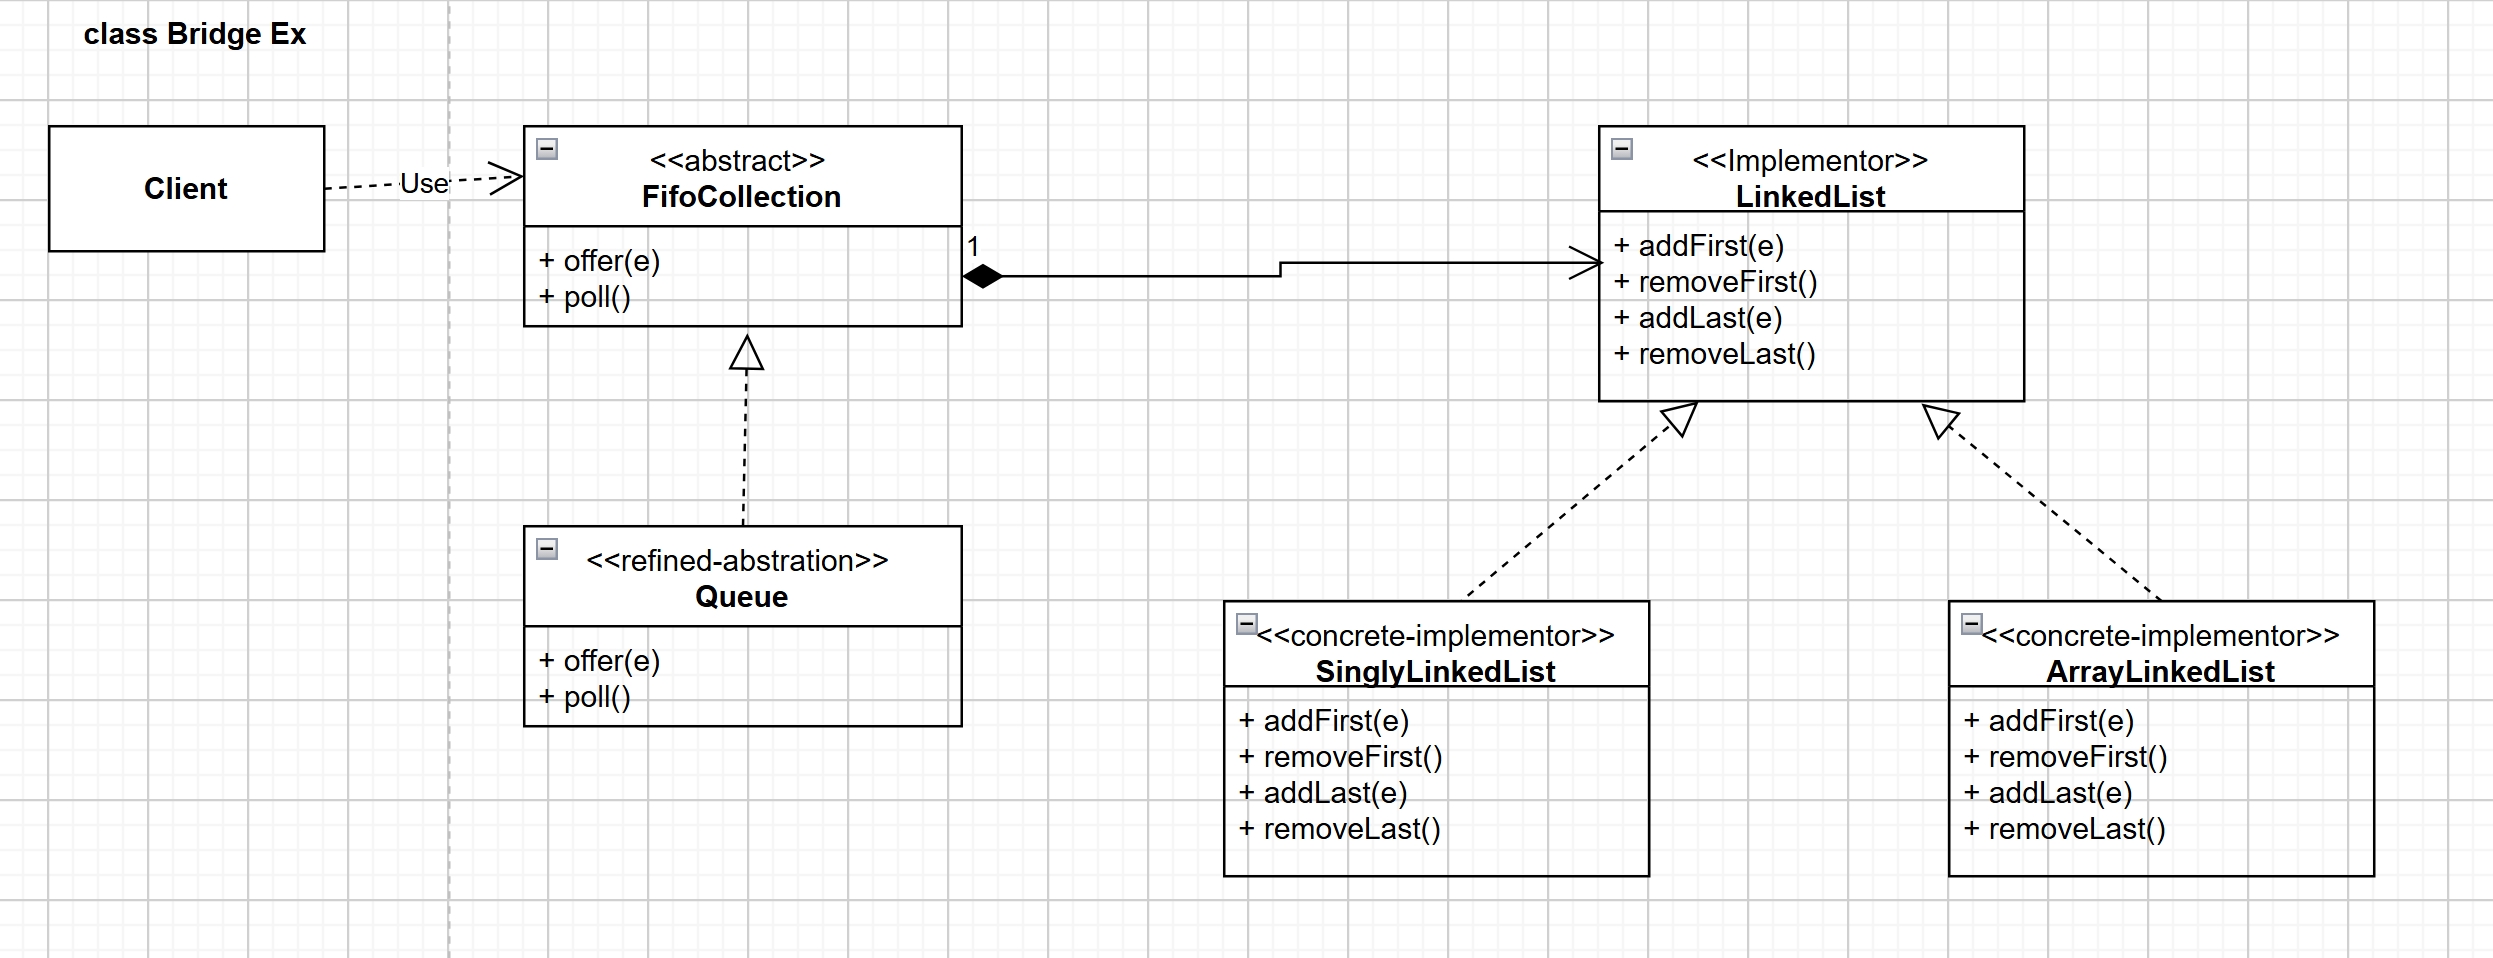 class Bridge Ex
Client
Use
<<abstract>>
FifoCollection
+ offer(e)
+ poll()
1
<<Implementor>>
LinkedList
+ addFirst(e)
+ removeFirst()
+ addLast(e)
+ removeLast()
<<refined-abstration>>
Queue
+ offer(e)
+ poll()
<<concrete-implementor>>
SinglyLinkedList
+ addFirst(e)
+ removeFirst()
+ addLast(e)
+ removeLast()
<<concrete-implementor>>
ArrayLinkedList
+ addFirst(e)
+ removeFirst()
+ addLast(e)
+ removeLast()